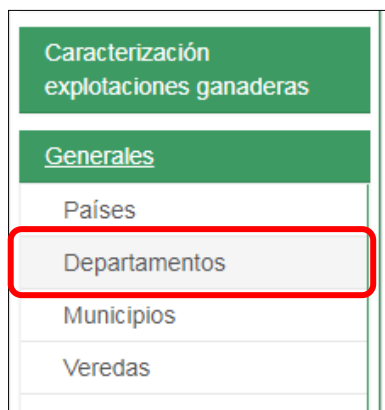 Caracterización
explotaciones ganaderas
Generales
Países
Departamentos
Municipios
Veredas